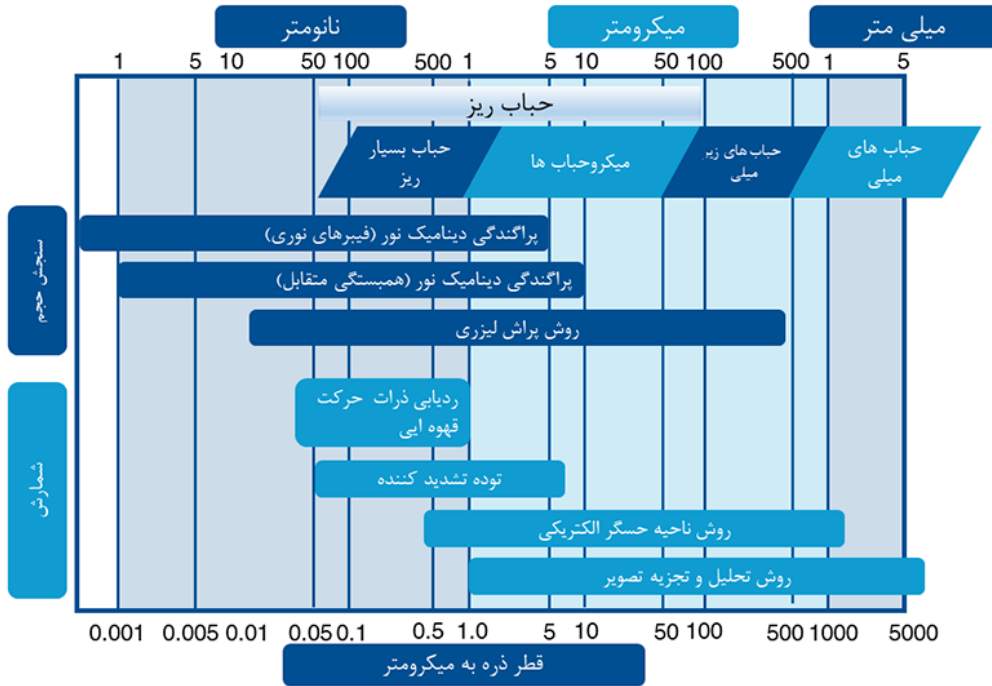 نانومتر
میکرومتر
میلی متر
1 5 10 50 100 500 1 5 10 50 100 500 1 5
حباب ریز
حباب بسیار
ریز
میکروحباب ها
حباب های زیر
میلی
حباب های
میلی
سنجش حجم
پراگندگی دینامیک نور (فیبرهای نوری)
پراگندگی دینامیک نور (همبستگی متقابل)
روش پراش لیزری
شمارش
ردیابی ذرات حرکت
قهوه ایی
توده تشدید کننده
روش ناحیه حسگر الکتریکی
روش تحلیل و تجزیه تصویر
0.001 0.005 0.01 0.05 0.1 0.5 1.0 5 10 50 100 500 1000 5000
قطر ذره به میکرومتر